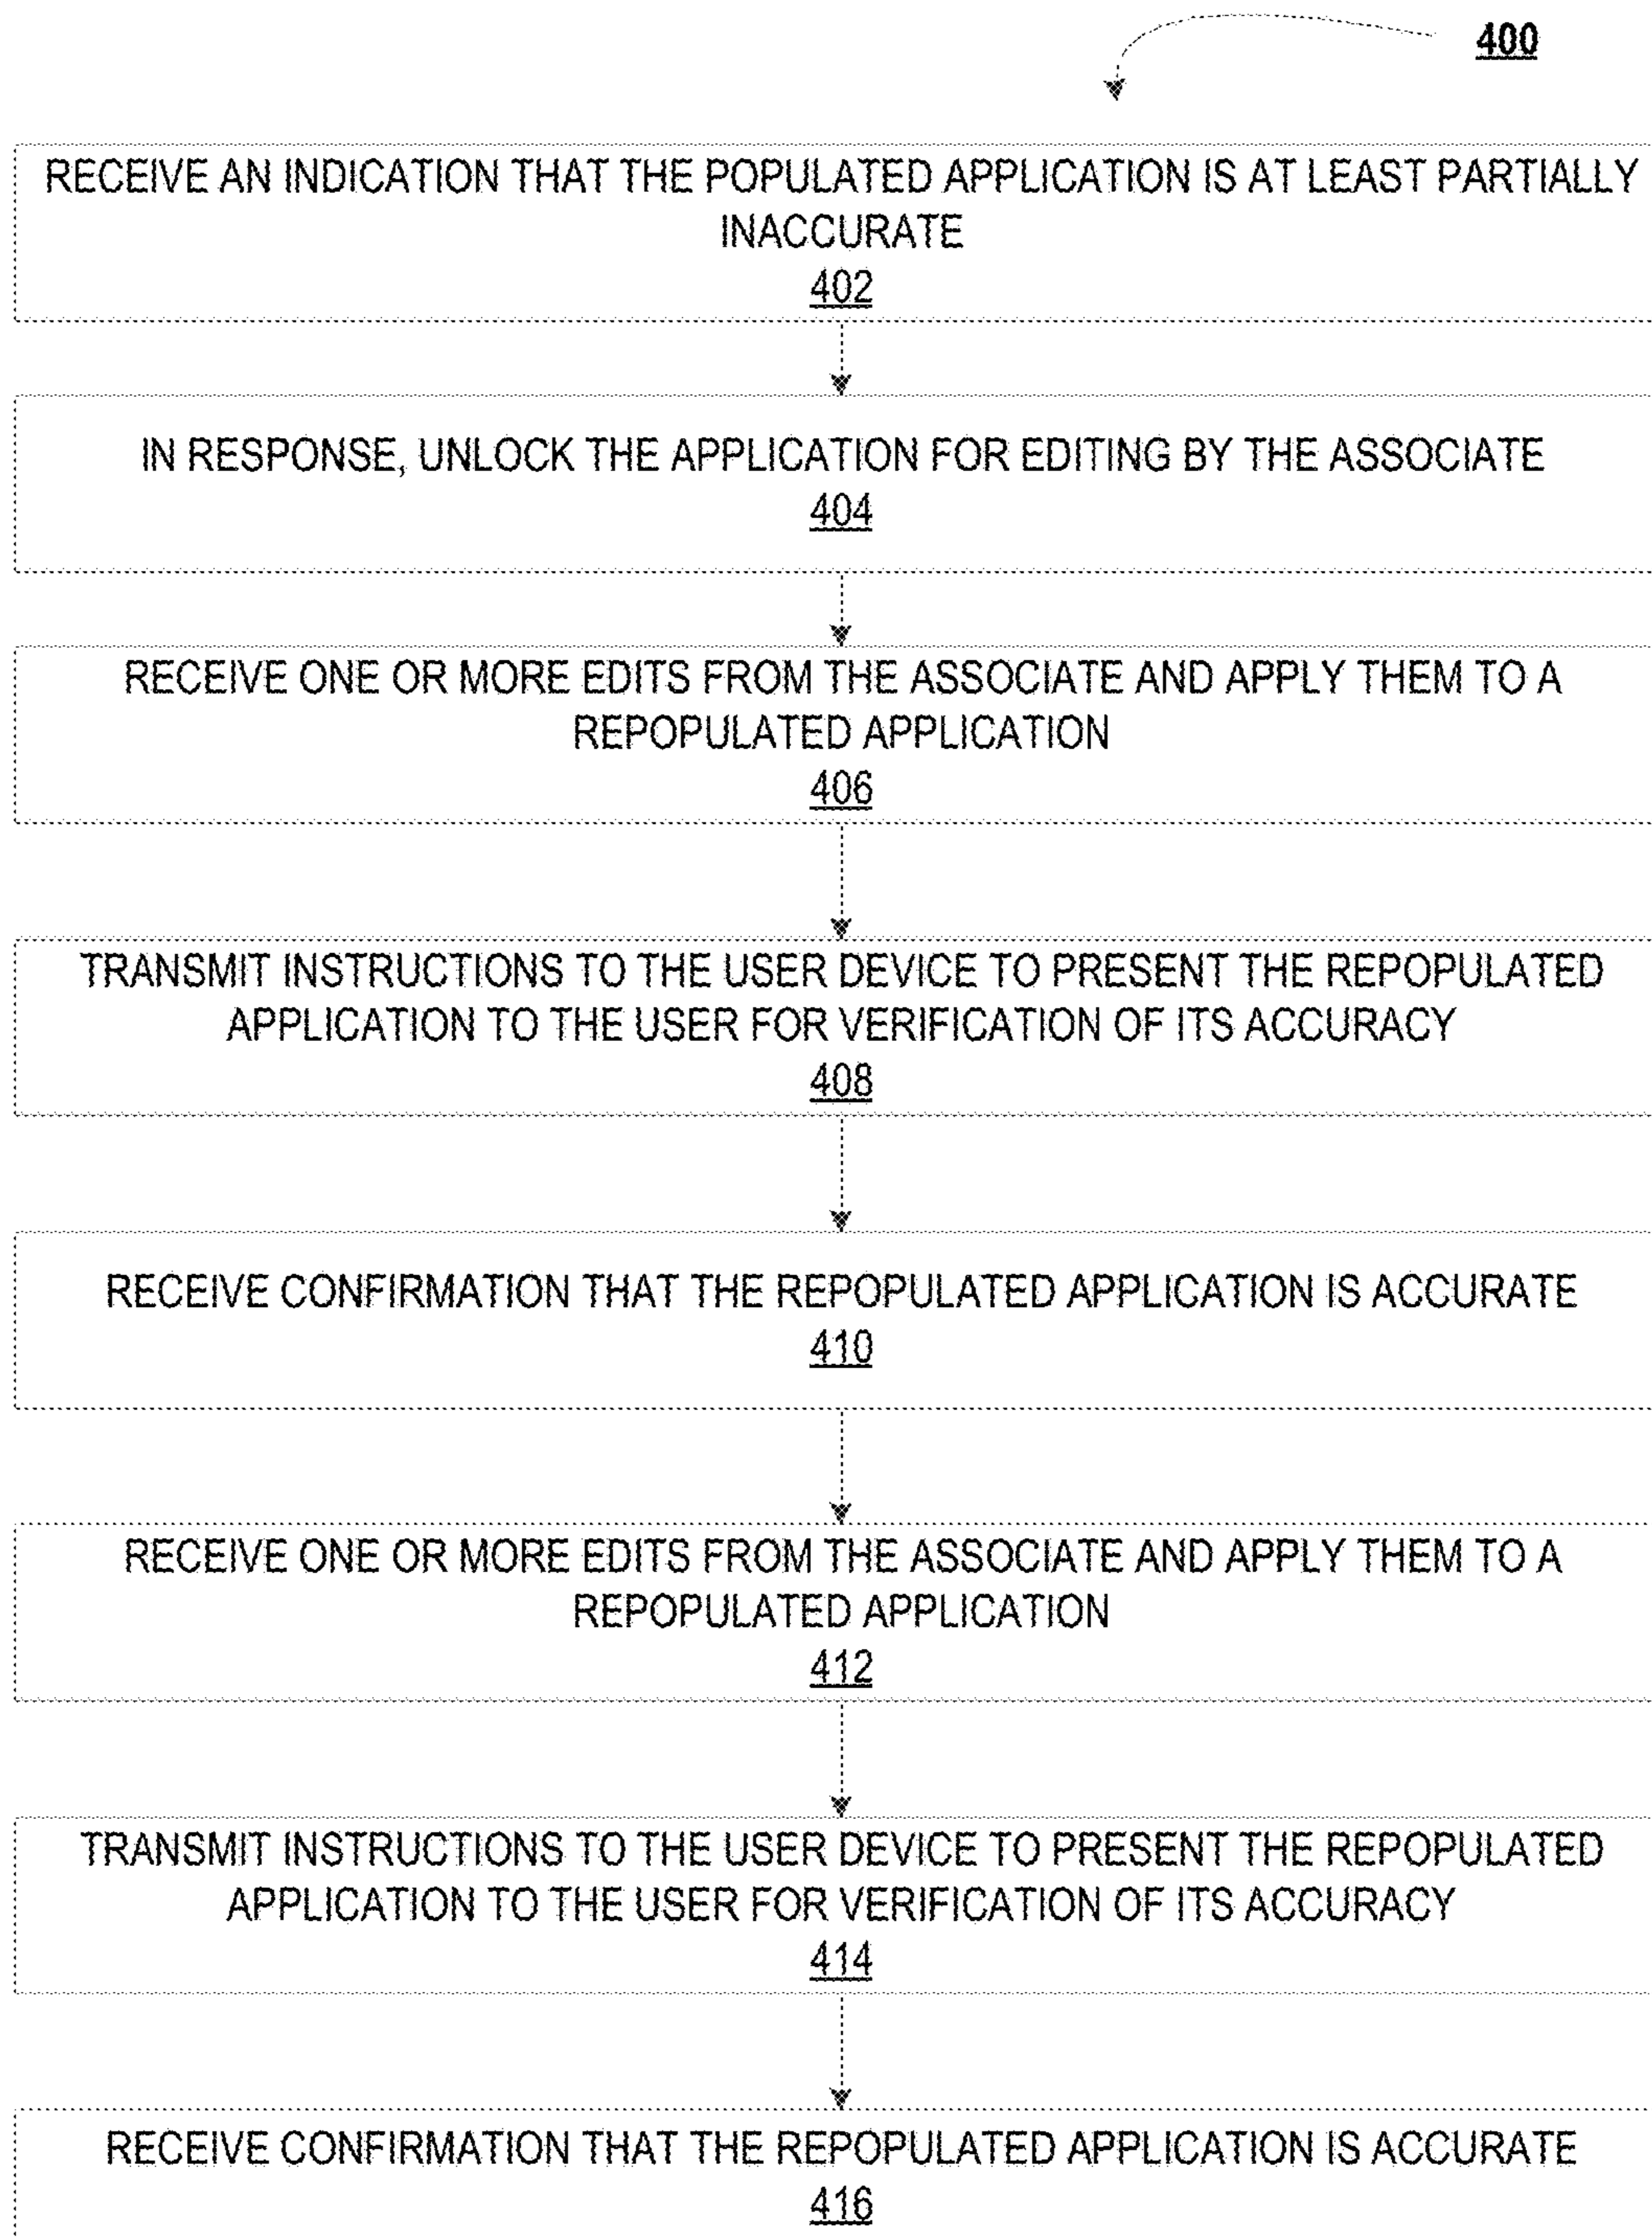 400
RECEIVE AN INDICATION THAT THE POPULATED APPLICATION IS AT LEAST PARTIALLY
INACCURATE
402
IN RESPONSE, UNLOCK THE APPLICATION FOR EDITING BY THE ASSOCIATE
404
RECEIVE ONE OR MORE EDITS FROM THE ASSOCIATE AND APPLY THEM TO A
REPOPULATED APPLICATION
406
TRANSMIT INSTRUCTIONS TO THE USER DEVICE TO PRESENT THE REPOPULATED
APPLICATION TO THE USER FOR VERIFICATION OF ITS ACCURACY
408
RECEIVE CONFIRMATION THAT THE REPOPULATED APPLICATION IS ACCURATE
410
RECEIVE ONE OR MORE EDITS FROM THE ASSOCIATE AND APPLY THEM TO A
REPOPULATED APPLICATION
412
TRANSMIT INSTRUCTIONS TO THE USER DEVICE TO PRESENT THE REPOPULATED
APPLICATION TO THE USER FOR VERIFICATION OF ITS ACCURACY
414
RECEIVE CONFIRMATION THAT THE REPOPULATED APPLICATION IS ACCURATE
416